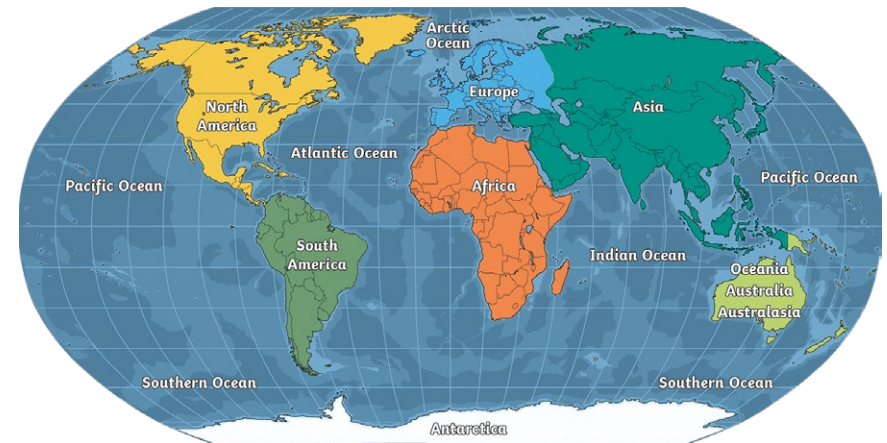 Arctic
Ocean
Europe
Asia
North
America
Atlantic Ocean
Pacific Ocean
Africa
Pacific Ocean
South
America
Indian Ocean
Oceania
Australia
Australasia
Southern Ocean
Southern Ocean
Antarctica